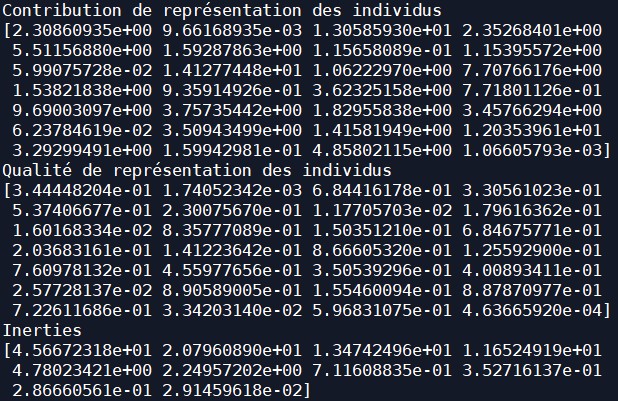 Contribution de représentation des individus
[2.30860935e+00 9.66168935e-03 1.30585930e+01 2.35268401e+00
 5.51156880e+00 1.59287863e+00 1.15658089e-01 1.15395572e+00
 5.99075728e-02 1.41277448e+01 1.06222970e+00 7.70766176e+00
 1.53821838e+00 9.35914926e-01 3.62325158e+00 7.71801126e-01
 9.69003097e+00 3.75735442e+00 1.82955838e+00 3.45766294e+00
 6.23784619e-02 3.50943499e+00 1.41581949e+00 1.20353961e+01
 3.29299491e+00 1.59942981e-01 4.85802115e+00 1.06605793e-03]
Qualité de représentation des individus
[3.44448204e-01 1.74052342e-03 6.84416178e-01 3.30561023e-01
 5.37406677e-01 2.30075670e-01 1.17705703e-02 1.79616362e-01
 1.60168334e-02 8.35777089e-01 1.50351210e-01 6.84675771e-01
 2.03683161e-01 1.41223642e-01 8.66605320e-01 1.25592900e-01
 7.60978132e-01 4.55977656e-01 3.50539296e-01 4.00893411e-01
 2.57728137e-02 8.90589005e-01 1.55460094e-01 8.87870977e-01
 7.22611686e-01 3.34203140e-02 5.96831075e-01 4.63665920e-04]
Inerties
[4.56672318e+01 2.07960890e+01 1.34742496e+01 1.16524919e+01
 4.78023421e+00 2.24957202e+00 7.11608835e-01 3.52716137e-01
 2.86660561e-01 2.91459618e-02]